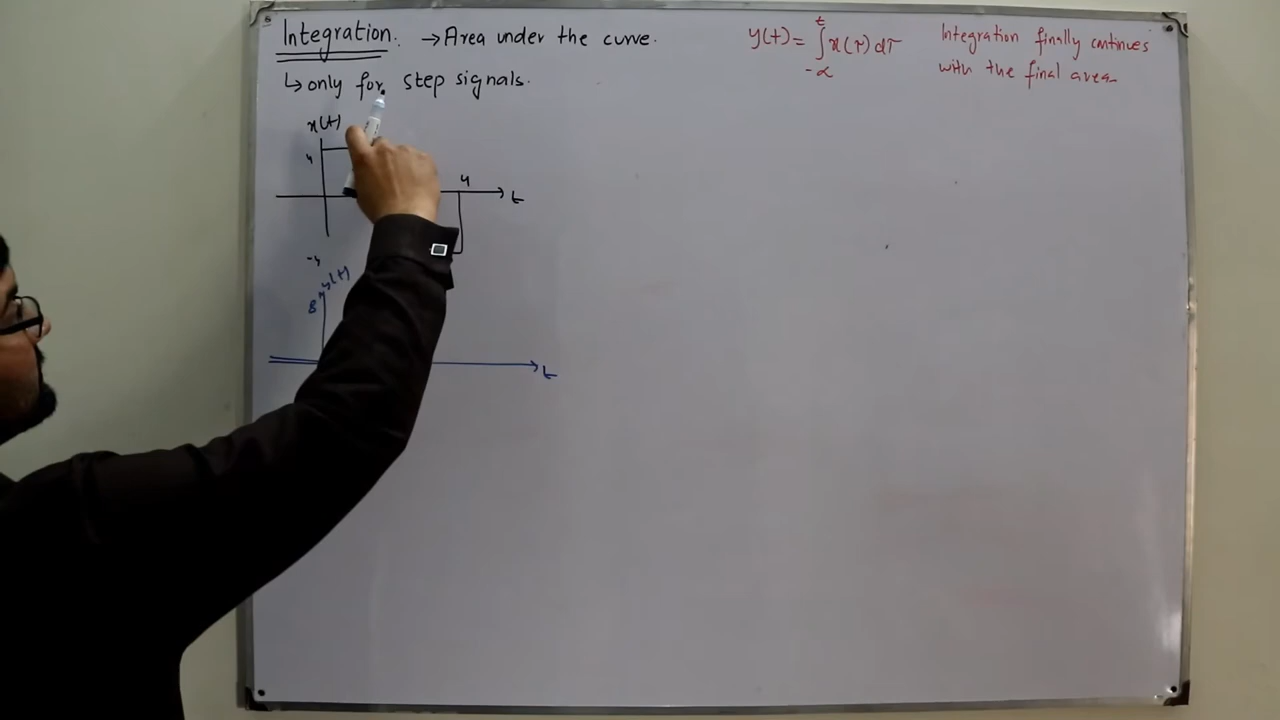 Integration. → Area under the curve.
↳ only for step signals.
y(t) = ∫ x(τ) dτ
t
-∞
Integration finally continues
with the final area
x(t)
4
4
t
-4
y(t)
8
t